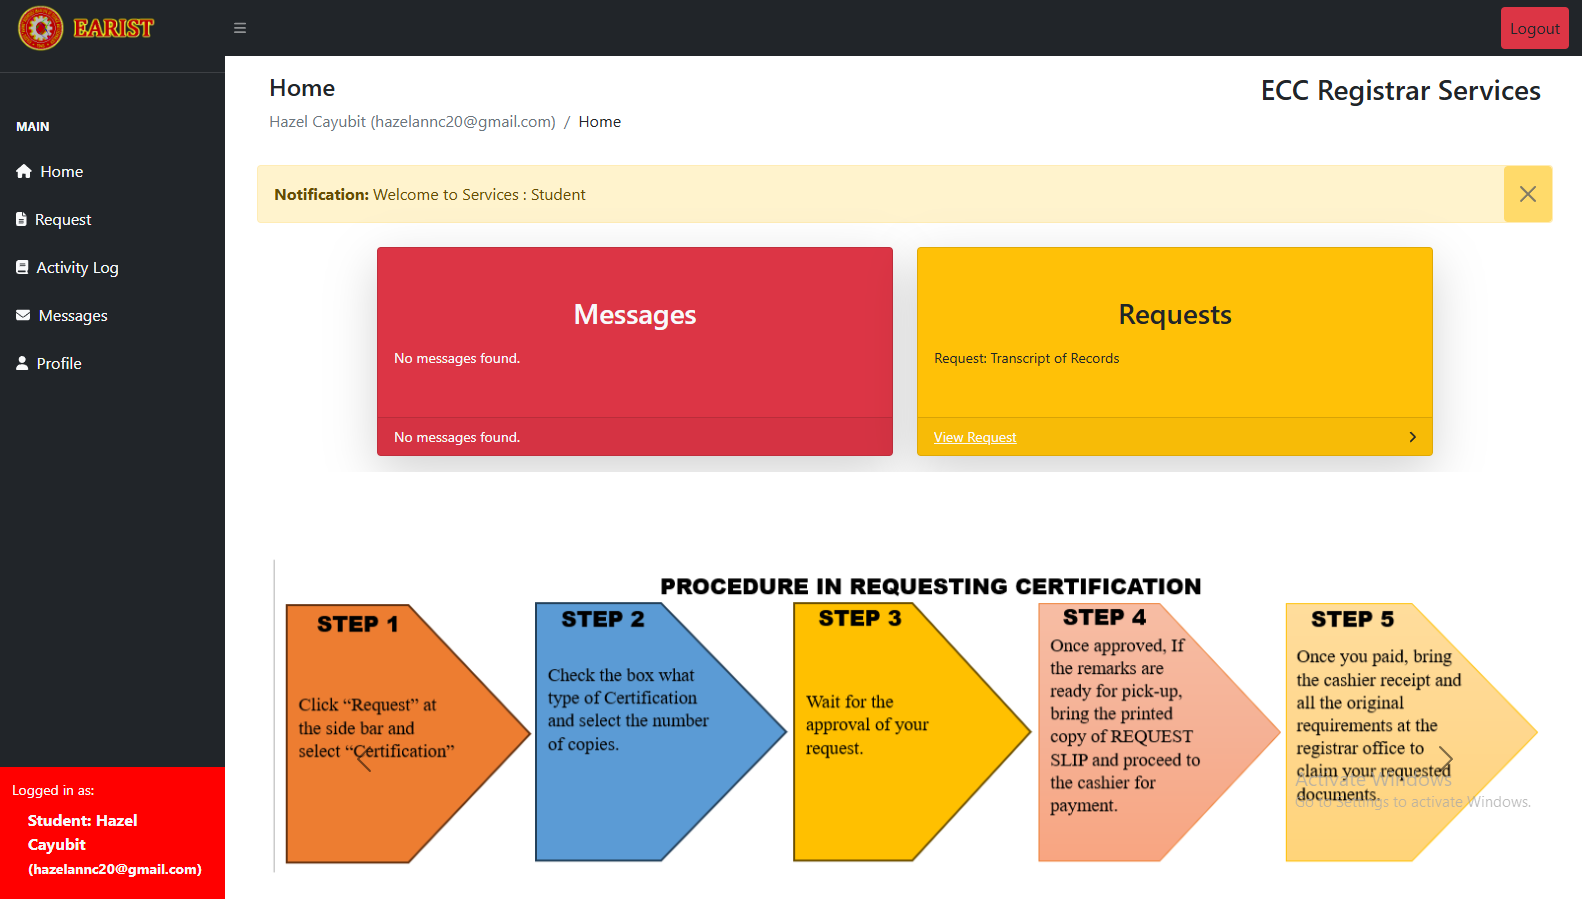 EARIST
Logout
MAIN
Home
Request
Activity Log
Messages
Profile
Logged in as:
Student: Hazel
Cayubit
(hazelannc20@gmail.com)
Home
ECC Registrar Services
Hazel Cayubit (hazelannc20@gmail.com) / Home
Notification: Welcome to Services : Student
Messages
No messages found.
No messages found.
Requests
Request: Transcript of Records
View Request
PROCEDURE IN REQUESTING CERTIFICATION
STEP 1
Click “Request” at
the side bar and
select “Certification”
STEP 2
Check the box what
type of Certification
and select the number
of copies.
STEP 3
Wait for the
approval of your
request.
STEP 4
Once approved, If
the remarks are
ready for pick-up,
bring the printed
copy of REQUEST
SLIP and proceed to
the cashier for
payment.
STEP 5
Once you paid, bring
the cashier receipt and
all the original
requirements at the
registrar office to
claim your requested
documents.
Activate Windows
Go to Settings to activate Windows.